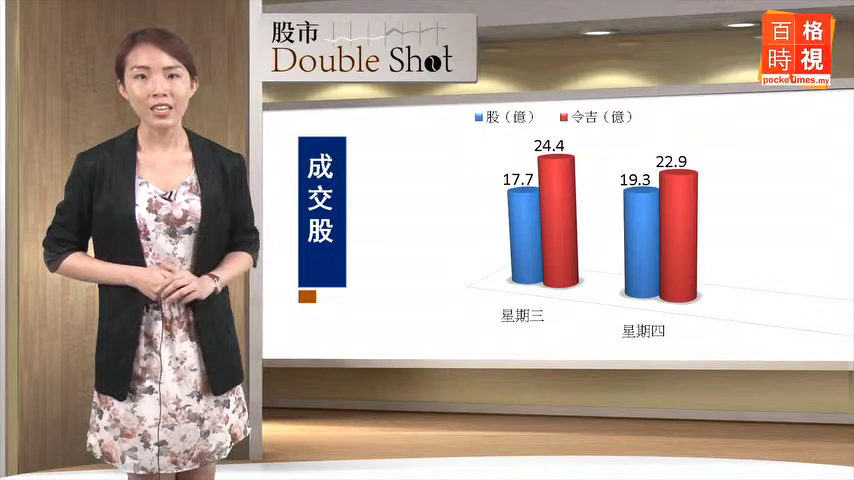 股市
Double Shot
百格
時視
pocketimes.my
股（億） 令吉（億）
成交股
17.7
24.4
19.3
22.9
星期三
星期四